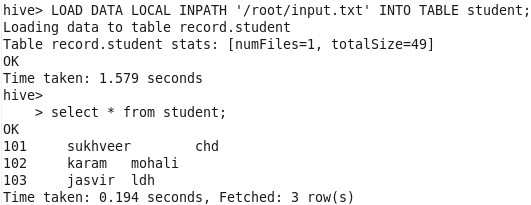 hive> LOAD DATA LOCAL INPATH '/root/input.txt' INTO TABLE student;
Loading data to table record.student
Table record.student stats: [numFiles=1, totalSize=49]
OK
Time taken: 1.579 seconds
hive>
    > select * from student;
OK
101     sukhveer        chd
102     karam   mohali
103     jasvir  ldh
Time taken: 0.194 seconds, Fetched: 3 row(s)